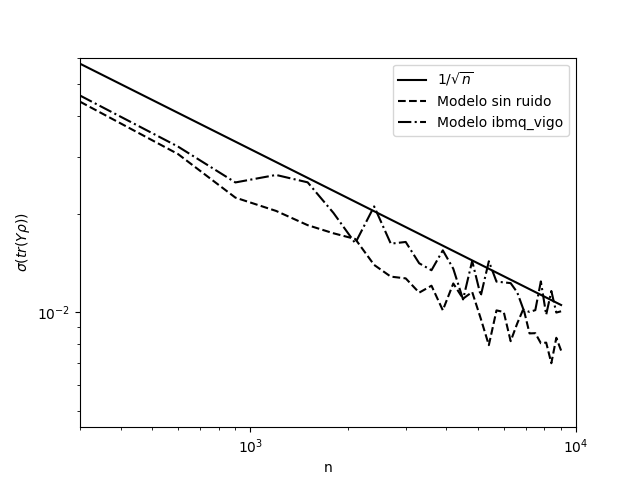 1/√n
Modelo sin ruido
Modelo ibmq_vigo
σ(tr(Yρ))
10⁻²
10³
10⁴
n